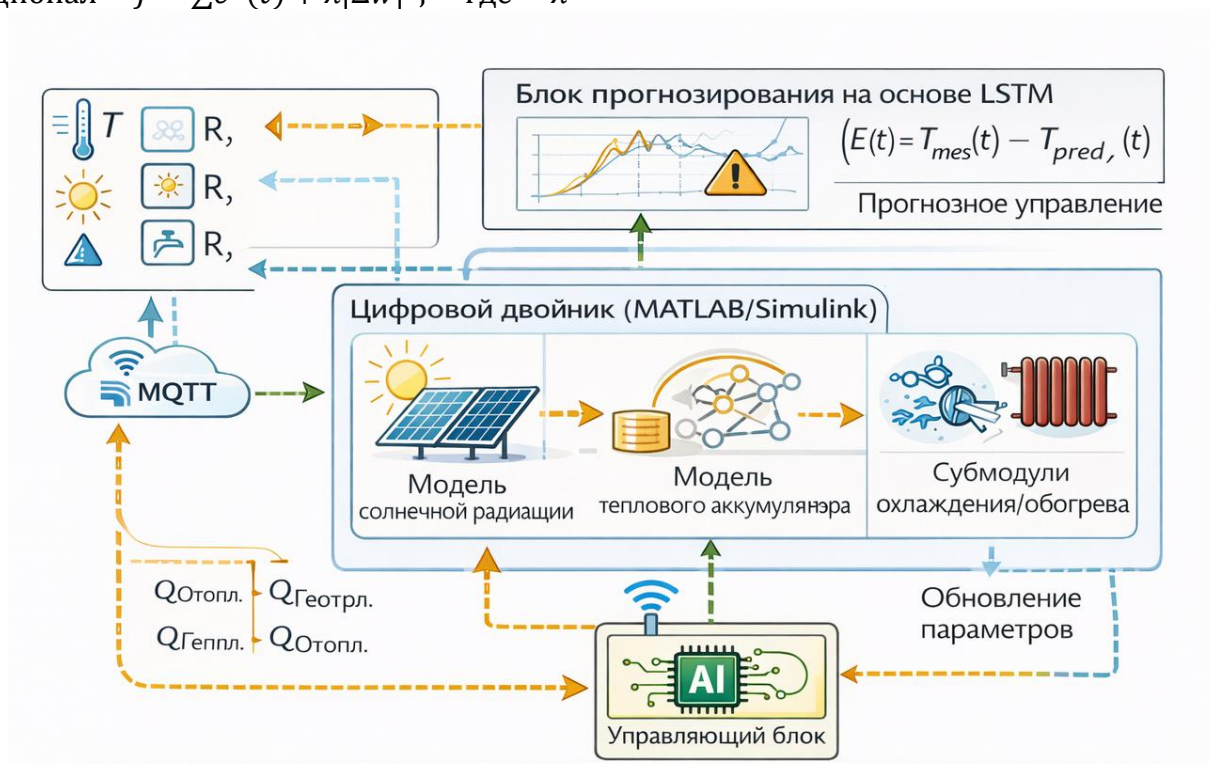 T
R,
R,
R,
Блок прогнозирования на основе LSTM
(E(t) = Tmes(t) − Tpred, (t)
Прогнозное управление
MQTT
Цифровой двойник (MATLAB/Simulink)
Модель
солнечной радиации
Модель
теплового аккумулянэра
Субмодули
охлаждения/обогрева
QОтопл.
QГеотрл.
QГеппл.
QОтопл.
Обновление
параметров
AI
Управляющий блок